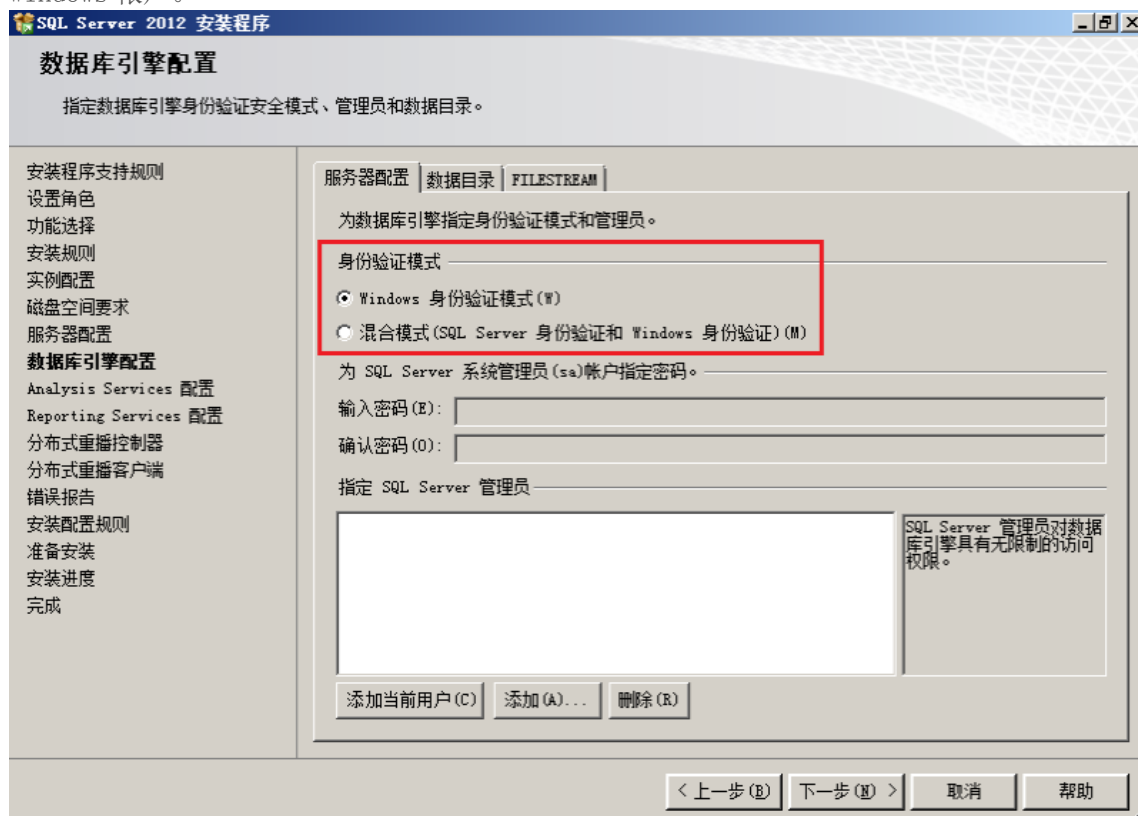 SQL Server 2012 安装程序
数据库引擎配置
指定数据库引擎身份验证安全模式、管理员和数据目录。
安装程序支持规则
设置角色
功能选择
安装规则
实例配置
磁盘空间要求
服务器配置
数据库引擎配置
Analysis Services 配置
Reporting Services 配置
分布式重播控制器
分布式重播客户端
错误报告
安装配置规则
准备安装
安装进度
完成
服务器配置 数据目录 FILESTREAM
为数据库引擎指定身份验证模式和管理员。
身份验证模式
Windows 身份验证模式(W)
混合模式(SQL Server 身份验证和 Windows 身份验证)(M)
为 SQL Server 系统管理员(sa)帐户指定密码。
输入密码(E):
确认密码(O):
指定 SQL Server 管理员
SQL Server 管理员对数据
库引擎具有无限制的访问
权限。
添加当前用户(C) 添加(A)... 删除(R)
< 上一步(B) 下一步(N) > 取消 帮助